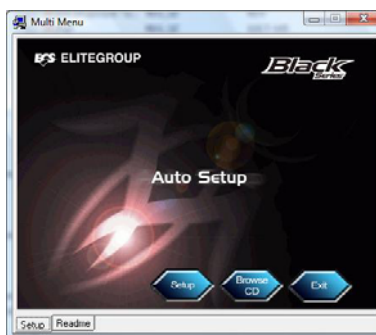 Multi Menu
ECS ELITEGROUP
Black
Series
Auto Setup
Setup
Browse
CD
Exit
Setup Readme